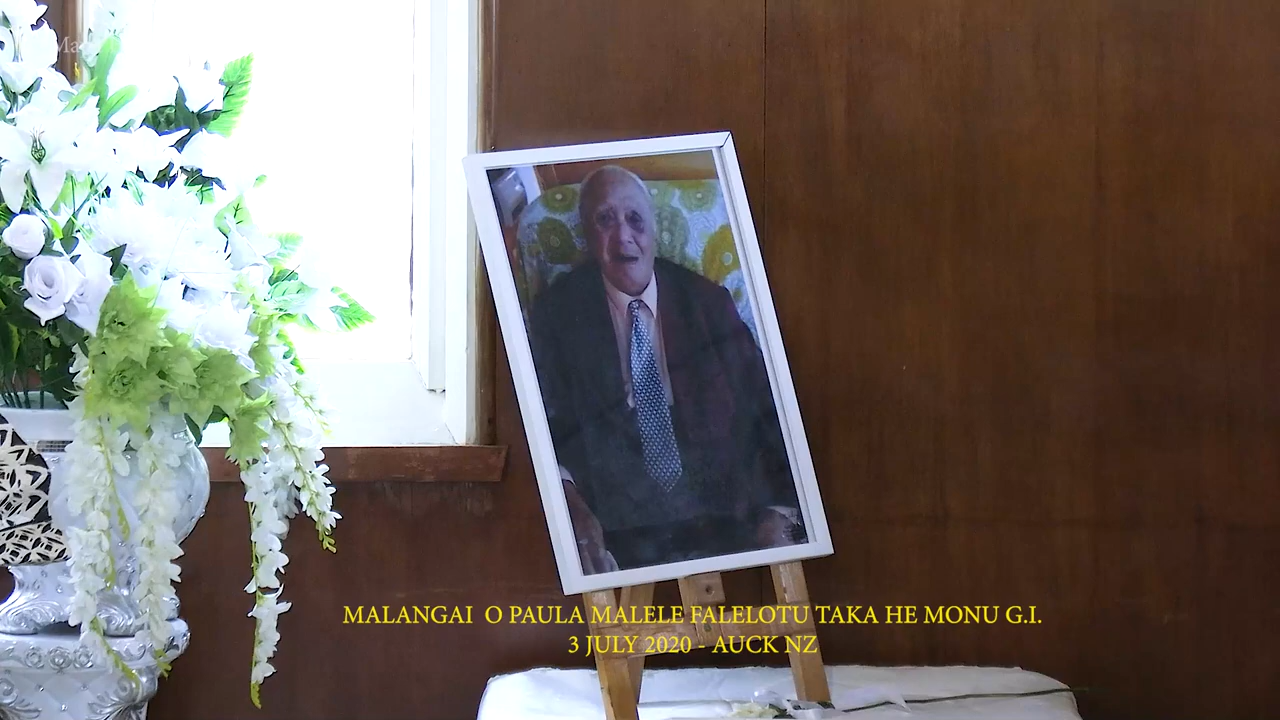 MALANGAI O PAULA MALELE FALELOTU TAKA HE MONU G.I.
3 JULY 2020 - AUCK NZ